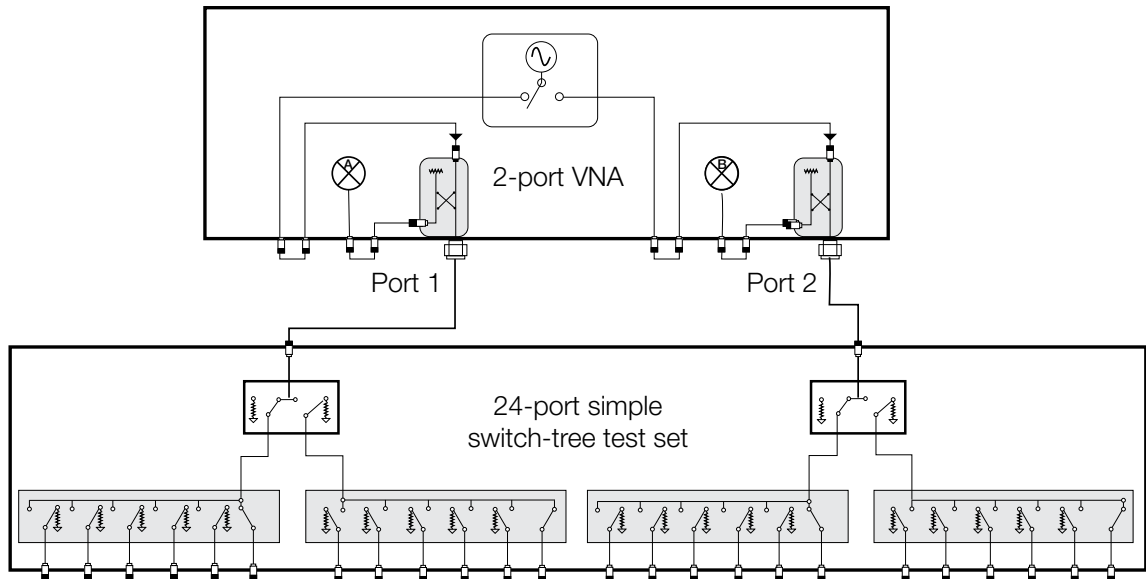 A
B
2-port VNA
Port 1
Port 2
24-port simple
switch-tree test set